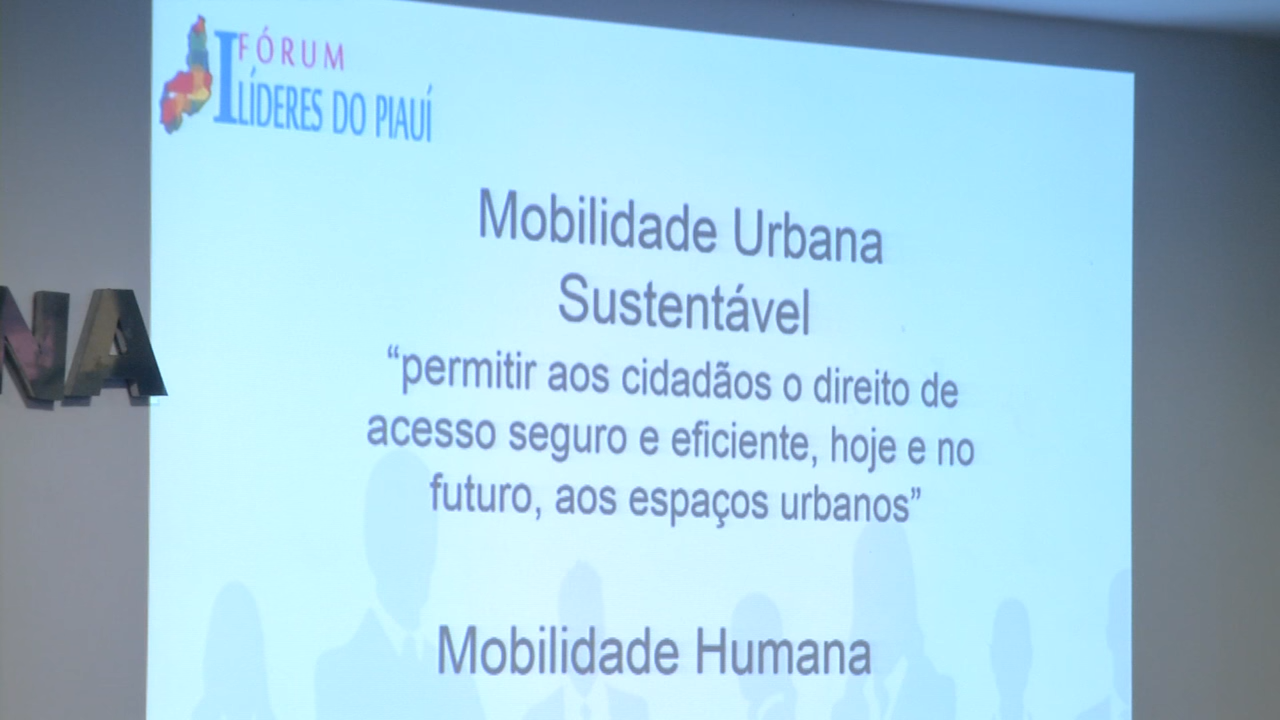 I FÓRUM
LÍDERES DO PIAUÍ
Mobilidade Urbana
Sustentável
“permitir aos cidadãos o direito de
acesso seguro e eficiente, hoje e no
futuro, aos espaços urbanos”
NA
Mobilidade Humana